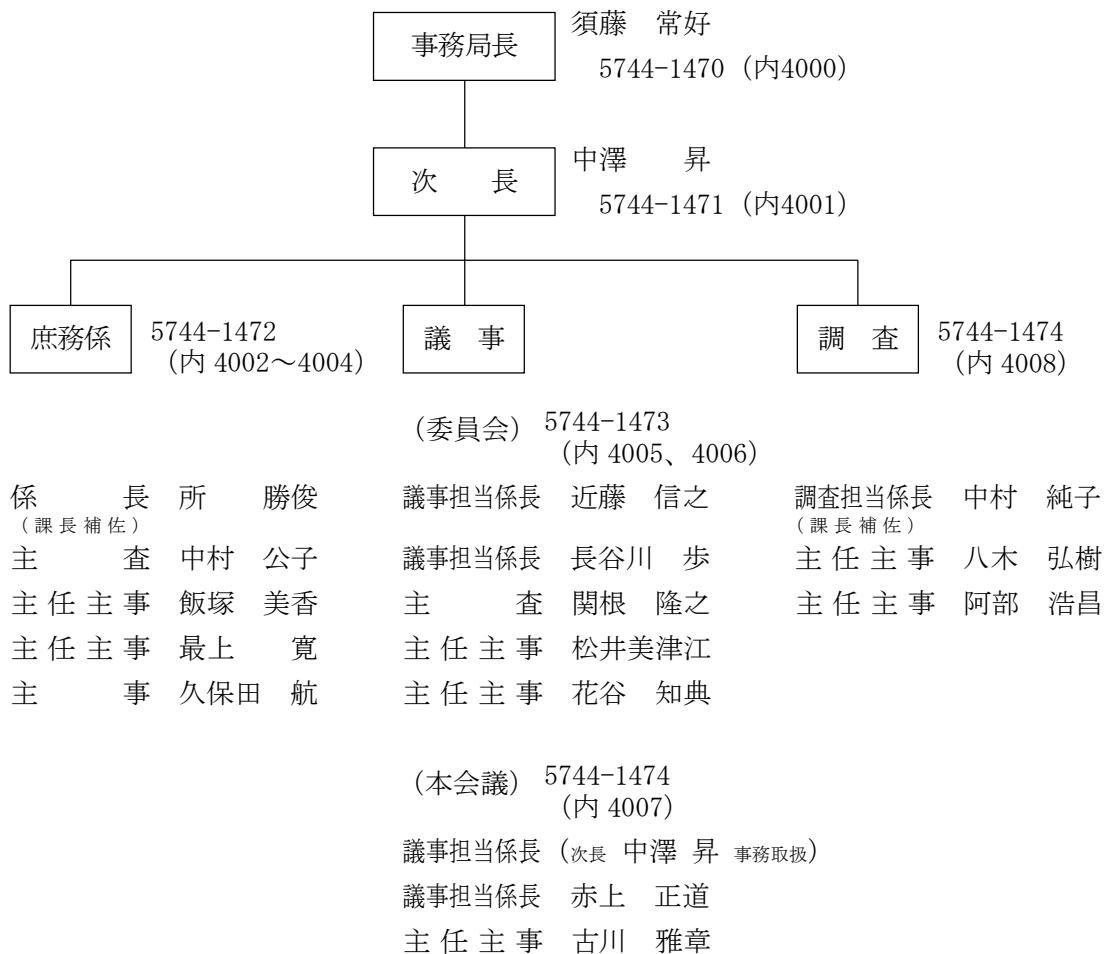 事務局長
須藤 常好
5744-1470（内4000）
次 長
中澤 昇
5744-1471（内4001）
庶務係
5744-1472
（内 4002～4004）
係 長 所 勝俊
（課長補佐）
主 査 中村 公子
主任主事 飯塚 美香
主任主事 最上 寛
主 事 久保田 航
議 事
（委員会） 5744-1473
（内 4005、4006）
議事担当係長 近藤 信之
議事担当係長 長谷川 歩
主 査 関根 隆之
主任主事 松井美津江
主任主事 花谷 知典
（本会議） 5744-1474
（内 4007）
議事担当係長（次長 中澤 昇 事務取扱）
議事担当係長 赤上 正道
主任主事 古川 雅章
調 査
5744-1474
（内 4008）
調査担当係長 中村 純子
（課長補佐）
主任主事 八木 弘樹
主任主事 阿部 浩昌